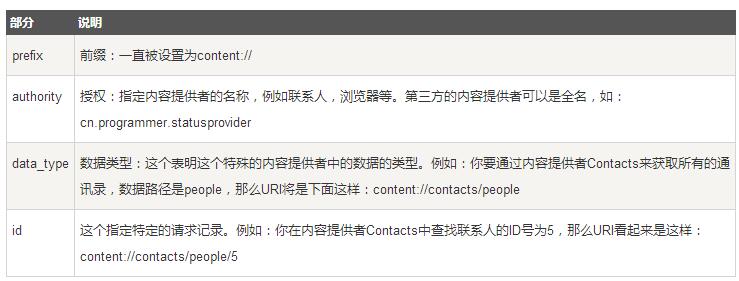 部分 说明
prefix 前缀：一直被设置为content://
authority 授权：指定内容提供者的名称，例如联系人，浏览器等。第三方的内容提供者可以是全名，如：
cn.programmer.statusprovider
data_type 数据类型：这个表明这个特殊的内容提供者中的数据的类型。例如：你要通过内容提供者Contacts来获取所有的通
讯录，数据路径是people，那么URI将是下面这样：content://contacts/people
id 这个指定特定的请求记录。例如：你在内容提供者Contacts中查找联系人的ID号为5，那么URI看起来是这样：
content://contacts/people/5